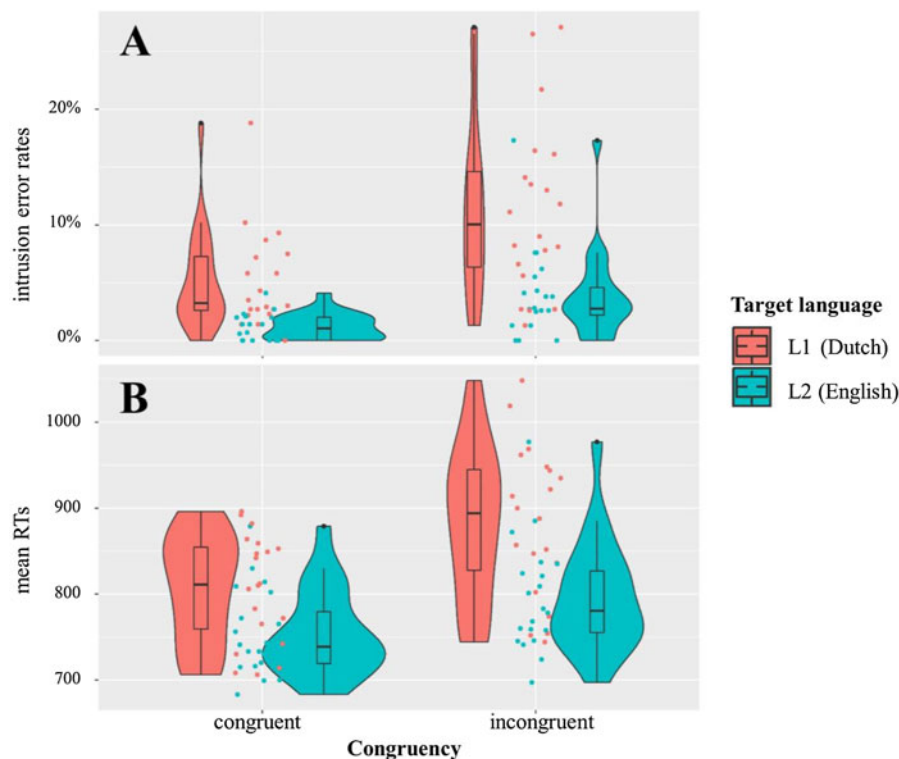 A
20%
10%
0%
intrusion error rates
B
1000
900
800
700
mean RTs
congruent
incongruent
Congruency
Target language
L1 (Dutch)
L2 (English)